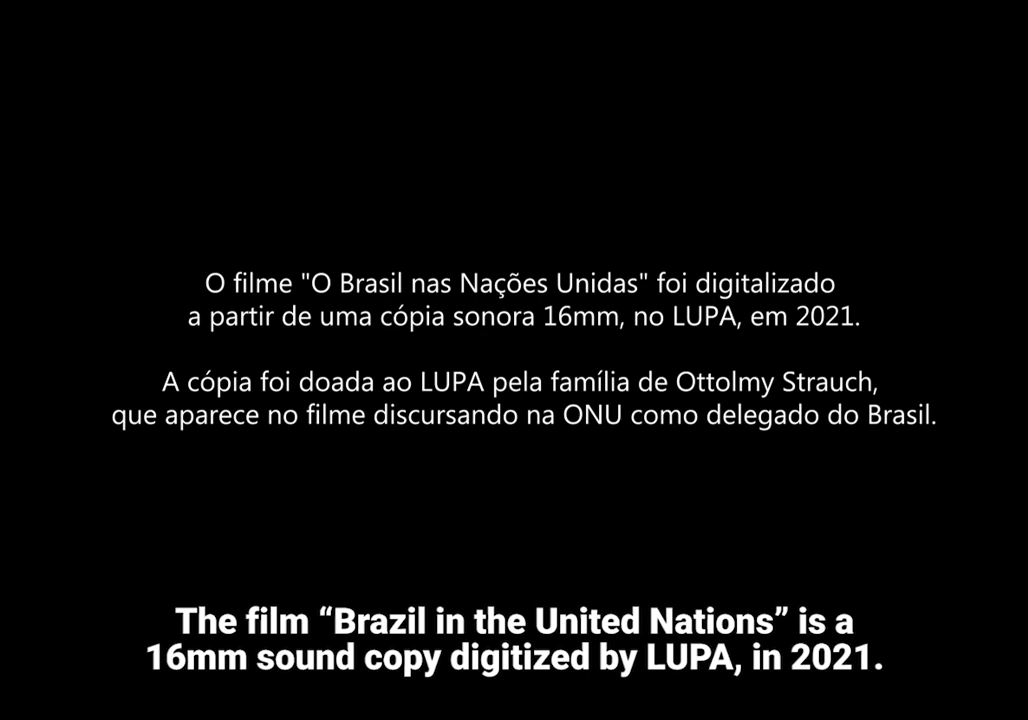 O filme "O Brasil nas Nações Unidas" foi digitalizado
a partir de uma cópia sonora 16mm, no LUPA, em 2021.
A cópia foi doada ao LUPA pela família de Ottolmy Strauch,
que aparece no filme discursando na ONU como delegado do Brasil.
The film “Brazil in the United Nations” is a
16mm sound copy digitized by LUPA, in 2021.